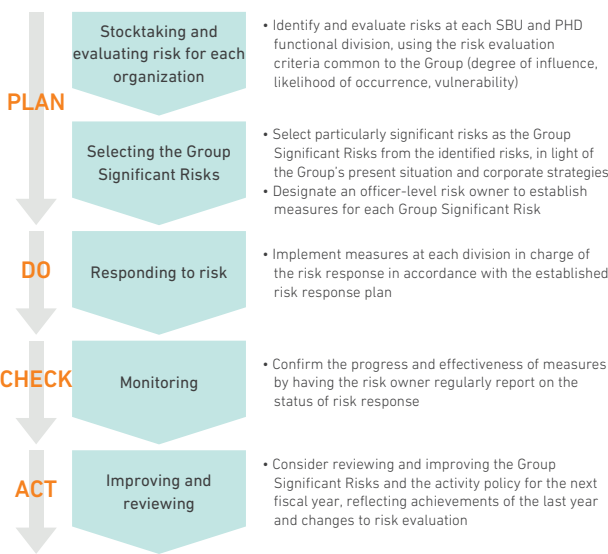 PLAN
Stocktaking and
evaluating risk for each
organization
• Identify and evaluate risks at each SBU and PHD
functional division, using the risk evaluation
criteria common to the Group (degree of influence,
likelihood of occurrence, vulnerability)
Selecting the Group
Significant Risks
• Select particularly significant risks as the Group
Significant Risks from the identified risks, in light of
the Group's present situation and corporate strategies
• Designate an officer-level risk owner to establish
measures for each Group Significant Risk
DO
Responding to risk
• Implement measures at each division in charge of
the risk response in accordance with the established
risk response plan
CHECK
Monitoring
• Confirm the progress and effectiveness of measures
by having the risk owner regularly report on the
status of risk response
ACT
Improving and
reviewing
• Consider reviewing and improving the Group
Significant Risks and the activity policy for the next
fiscal year, reflecting achievements of the last year
and changes to risk evaluation